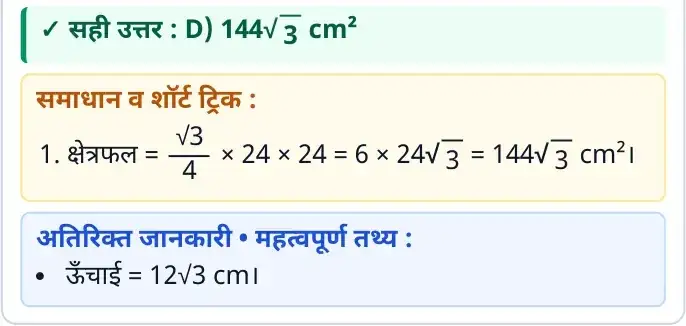 ✓ सही उत्तर : D) 144√3 cm²
समाधान व शॉर्ट ट्रिक :
1. क्षेत्रफल = √3/4 × 24 × 24 = 6 × 24√3 = 144√3 cm²।
अतिरिक्त जानकारी • महत्वपूर्ण तथ्य :
• ऊँचाई = 12√3 cm।